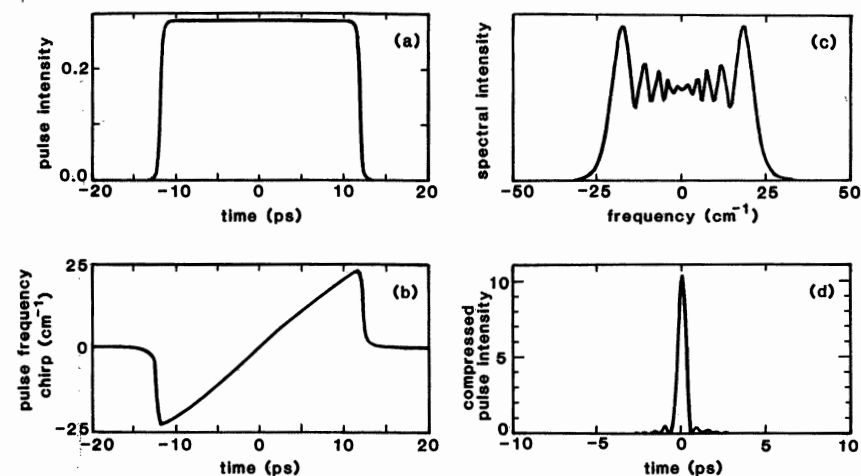 (a)
pulse intensity
0.2
0.0
-20 -10 0 10 20
time (ps)
(c)
spectral intensity
-50 -25 0 25 50
frequency (cm⁻¹)
(b)
pulse frequency
chirp (cm⁻¹)
25
0
-25
-20 -10 0 10 20
time (ps)
(d)
compressed
pulse intensity
10
5
0
-10 -5 0 5 10
time (ps)